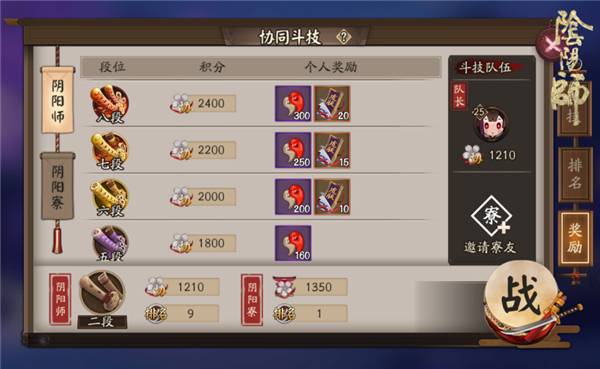 协同斗技 ?
陰陽師
段位 积分 个人奖励
阴阳师
阴阳寮
八段 2400 300 20
七段 2200 250 15
六段 2000 200 10
五段 1800 160
斗技队伍
队长
25
1210
寮
邀请寮友
排名
奖励
阴阳师
二段
1210
排名 9
阴阳寮
1350
排名 1
战